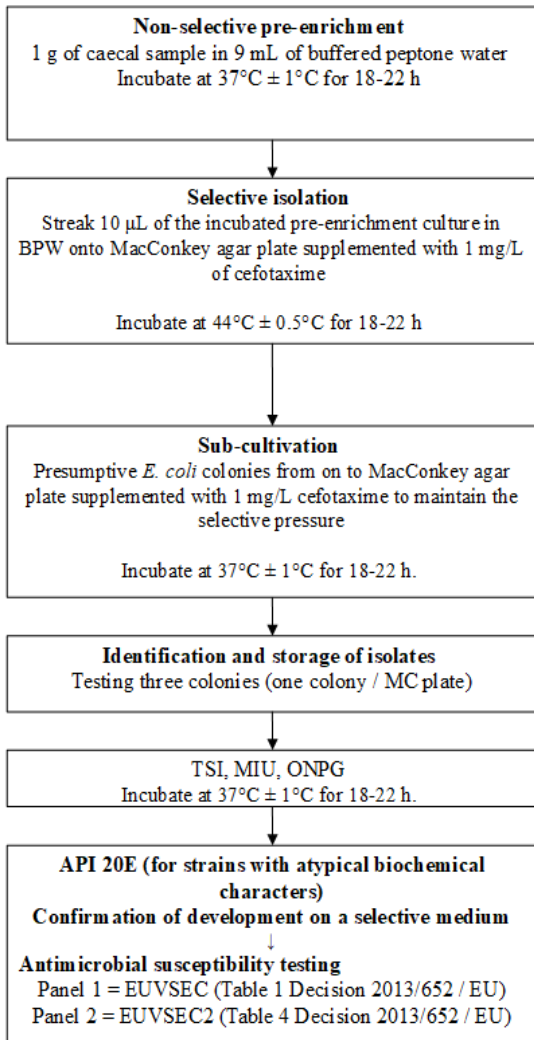 Non-selective pre-enrichment
1 g of caecal sample in 9 mL of buffered peptone water
Incubate at 37°C ± 1°C for 18-22 h
Selective isolation
Streak 10 µL of the incubated pre-enrichment culture in
BPW onto MacConkey agar plate supplemented with 1 mg/L
of cefotaxime
Incubate at 44°C ± 0.5°C for 18-22 h
Sub-cultivation
Presumptive E. coli colonies from on to MacConkey agar
plate supplemented with 1 mg/L cefotaxime to maintain the
selective pressure
Incubate at 37°C ± 1°C for 18-22 h.
Identification and storage of isolates
Testing three colonies (one colony / MC plate)
TSI, MIU, ONPG
Incubate at 37°C ± 1°C for 18-22 h.
API 20E (for strains with atypical biochemical
characters)
Confirmation of development on a selective medium
↓
Antimicrobial susceptibility testing
Panel 1 = EUVSEC (Table 1 Decision 2013/652 / EU)
Panel 2 = EUVSEC2 (Table 4 Decision 2013/652 / EU)